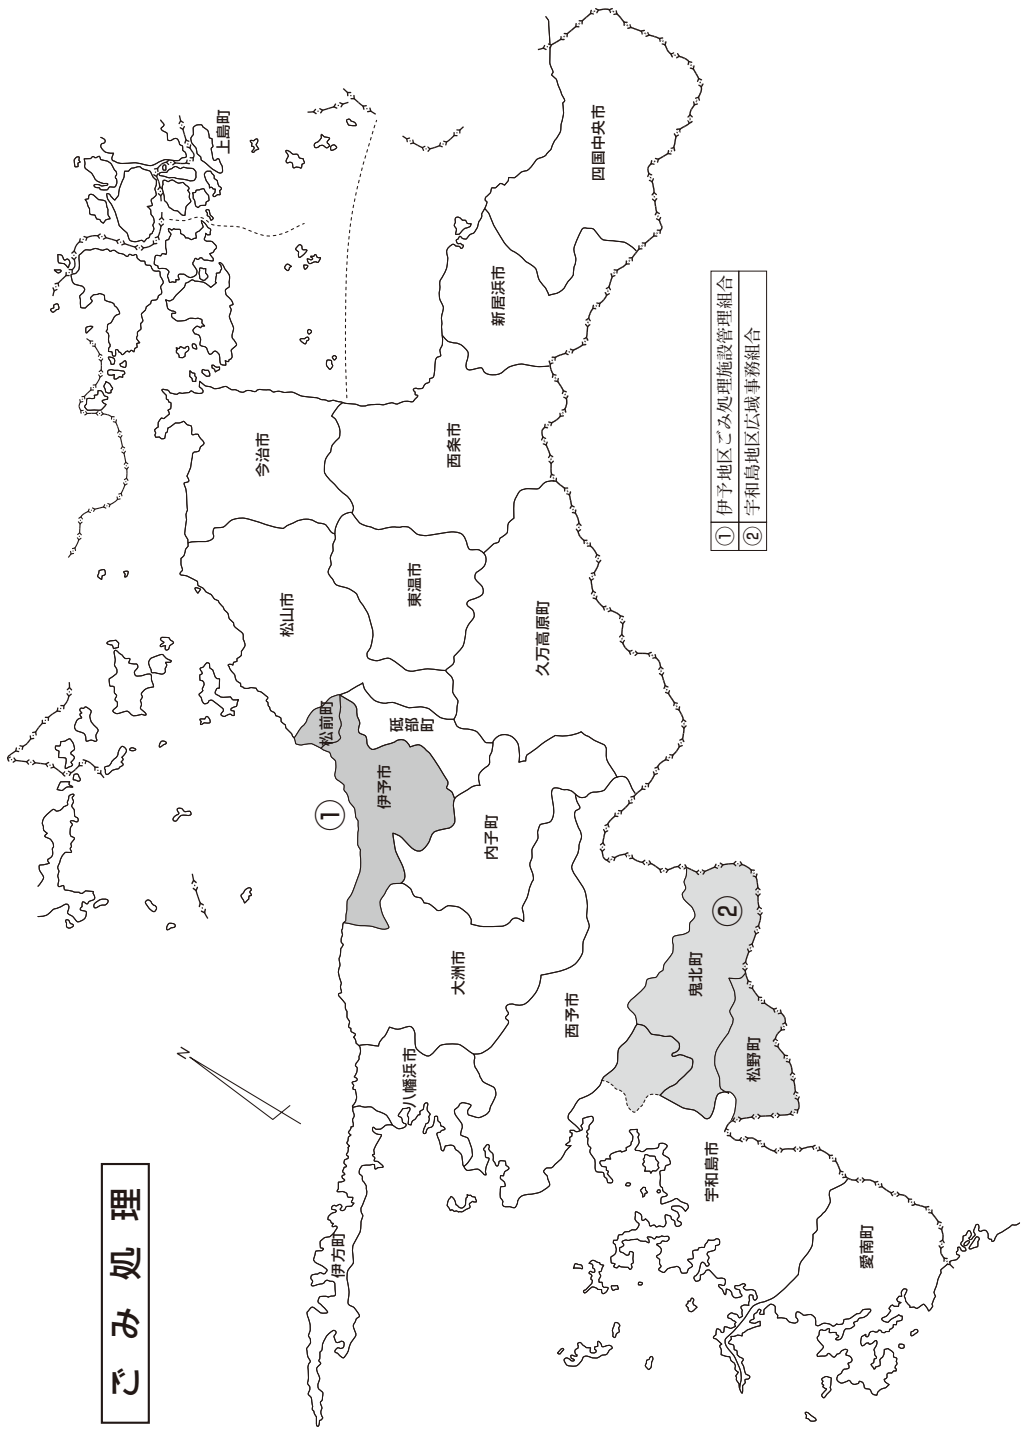 ごみ処理
N
上島町
四国中央市
新居浜市
西条市
今治市
東温市
松山市
久万高原町
松前町
砥部町
伊予市
①
内子町
大洲市
西予市
八幡浜市
伊方町
鬼北町
②
松野町
宇和島市
愛南町
① 伊予地区ごみ処理施設管理組合
② 宇和島地区広域事務組合